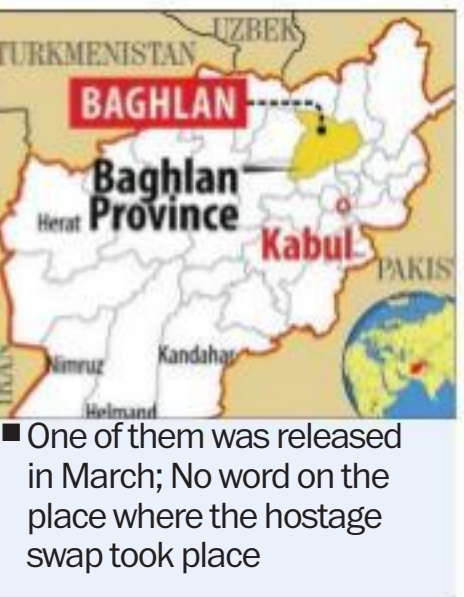 UZBEK
TURKMENISTAN
BAGHLAN
Baghlan
Province
Herat
Kabul
PAKIS
Nimruz
Kandahar
Helmand
■ One of them was released
in March; No word on the
place where the hostage
swap took place